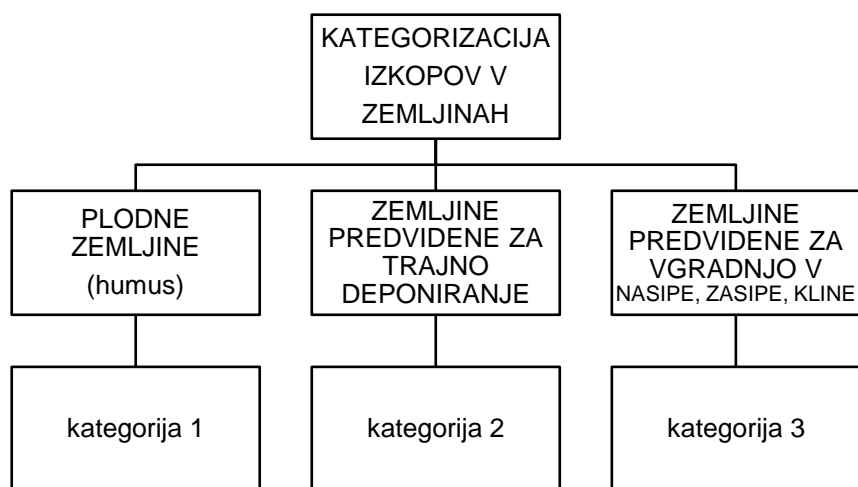 KATEGORIZACIJA
IZKOPOV V
ZEMLJINAH
PLODNE
ZEMLJINE
(humus)
ZEMLJINE
PREDVIDENE ZA
TRAJNO
DEPONIRANJE
ZEMLJINE
PREDVIDENE ZA
VGRADNJO V
NASIPE, ZASIPE, KLINE
kategorija 1
kategorija 2
kategorija 3